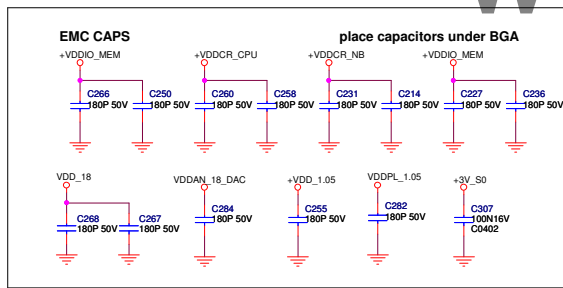 EMC CAPS
place capacitors under BGA
+VDDIO_MEM
+VDDCR_CPU
+VDDCR_NB
+VDDIO_MEM
C266
180P 50V
C250
180P 50V
C260
180P 50V
C258
180P 50V
C231
180P 50V
C214
180P 50V
C227
180P 50V
C236
180P 50V
VDD_18
VDDAN_18_DAC
+VDD_1.05
VDDPL_1.05
+3V_S0
C268
180P 50V
C267
180P 50V
C284
180P 50V
C255
180P 50V
C282
180P 50V
C307
100N16V
C0402